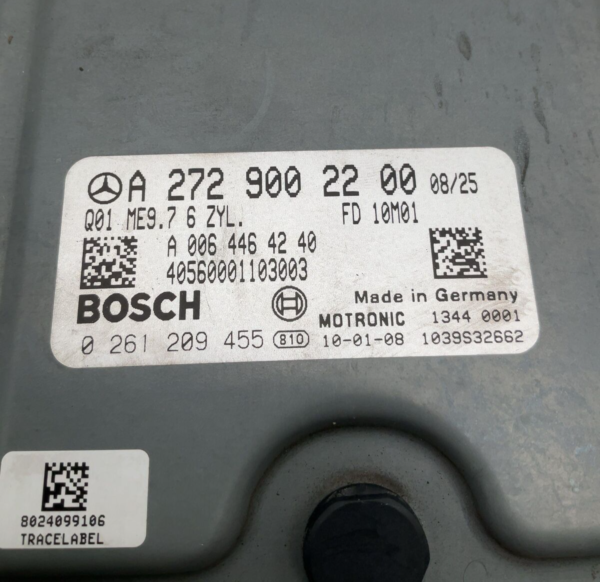 A 272 900 22 00 08/25
Q01 ME9.7 6 ZYL. FD 10M01
A 006 446 42 40
40560001103003
BOSCH Made in Germany
MOTRONIC 1344 0001
0 261 209 455 810 10-01-08 1039S32662
8024099106
TRACELABEL